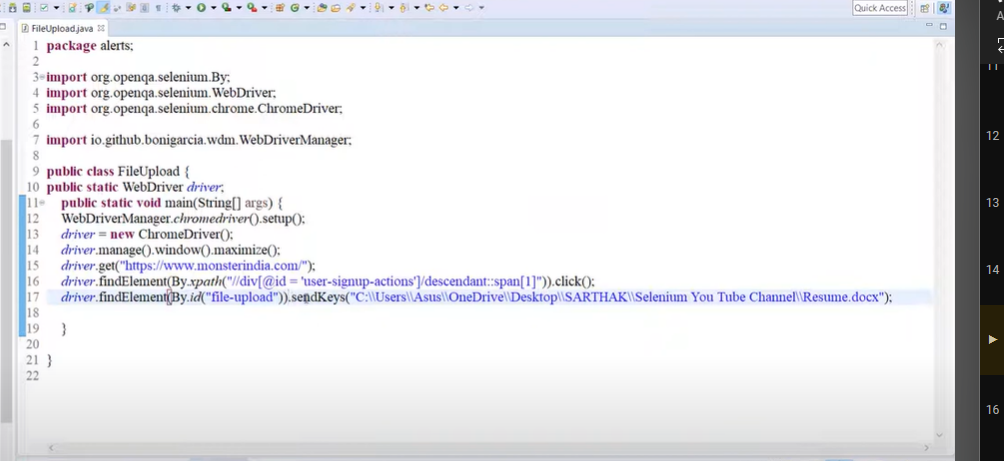 Quick Access
FileUpload.java
1 package alerts;
2
3 import org.openqa.selenium.By;
4 import org.openqa.selenium.WebDriver;
5 import org.openqa.selenium.chrome.ChromeDriver;
6
7 import io.github.bonigarcia.wdm.WebDriverManager;
8
9 public class FileUpload {
10 public static WebDriver driver;
11 public static void main(String[] args) {
12 WebDriverManager.chromedriver().setup();
13 driver = new ChromeDriver();
14 driver.manage().window().maximize();
15 driver.get("https://www.monsterindia.com/");
16 driver.findElement(By.xpath("//div[@id = 'user-signup-actions']/descendant::span[1]")).click();
17 driver.findElement(By.id("file-upload")).sendKeys("C:\\Users\\Asus\\OneDrive\\Desktop\\SARTHAK\\Selenium You Tube Channel\\Resume.docx");
18
19 }
20
21 }
22
12
13
14
16